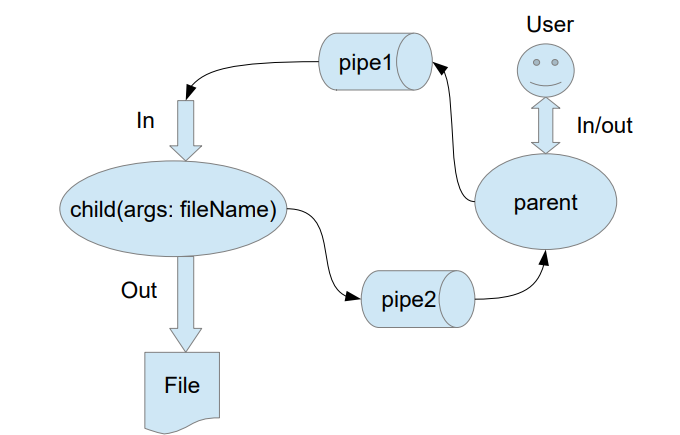 User
pipe1
In
In/out
child(args: fileName)
parent
Out
pipe2
File